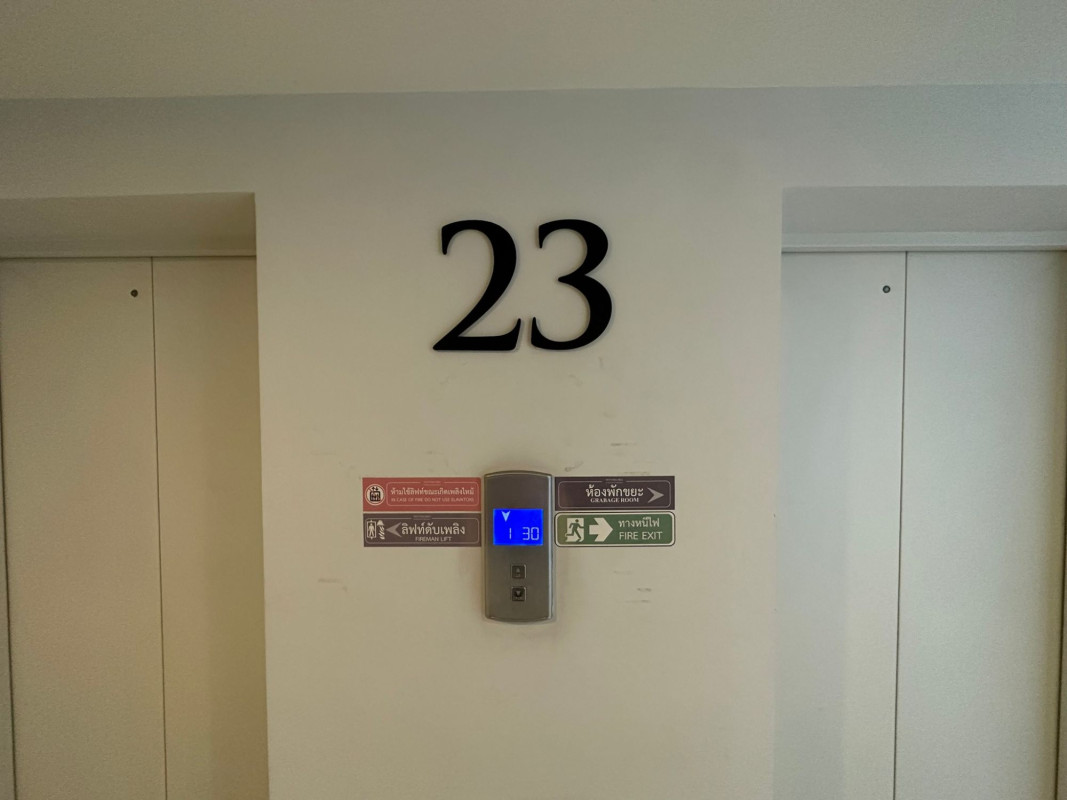 23
ห้ามใช้ลิฟท์ขณะเกิดเพลิงไหม้
IN CASE OF FIRE DO NOT USE ELEVATORS
ลิฟท์ดับเพลิง
FIREMAN LIFT
1 30
ห้องพักขยะ
GRABAGE ROOM
ทางหนีไฟ
FIRE EXIT